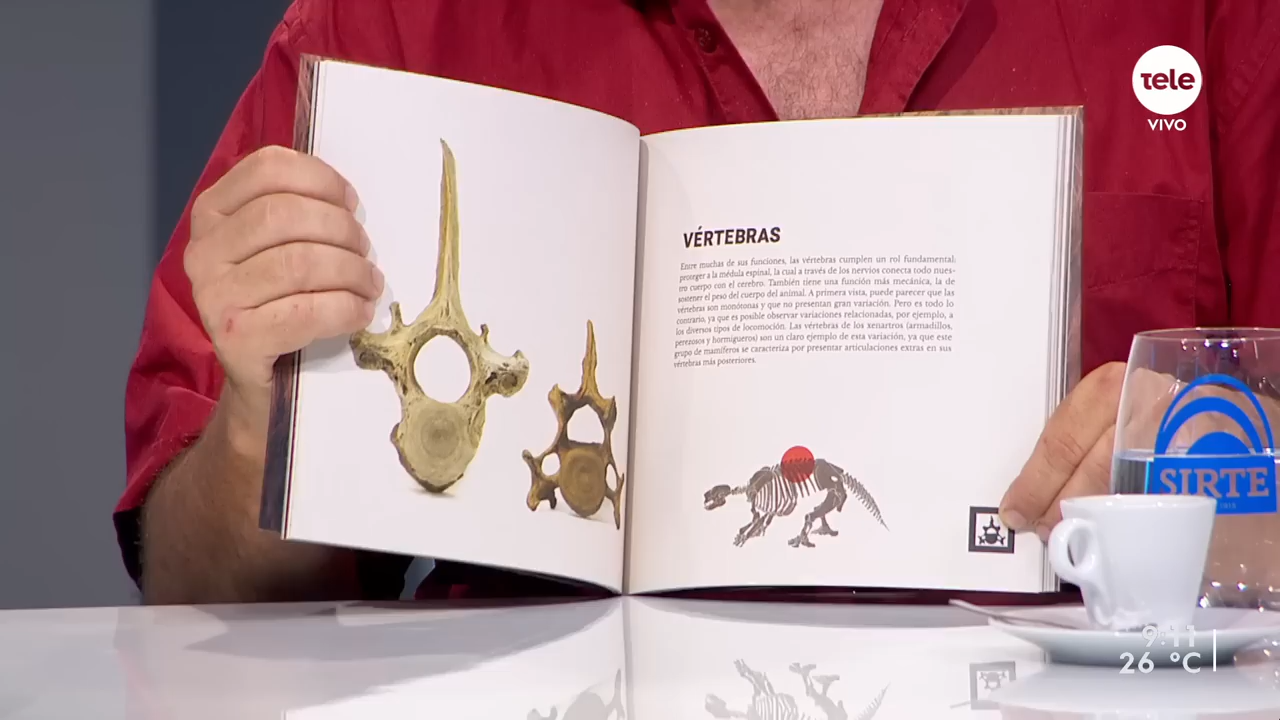 tele
VIVO
VÉRTEBRAS
Entre muchas de sus funciones, las vértebras cumplen un rol fundamental:
proteger a la médula espinal, la cual a través de los nervios conecta todo nues-
tro cuerpo con el cerebro. También tiene una función más mecánica, la de
sostener el peso del cuerpo del animal. A primera vista, puede parecer que las
vértebras son monótonas y que no presentan gran variación. Pero es todo lo
contrario, ya que es posible observar variaciones relacionadas, por ejemplo, a
los diversos tipos de locomoción. Las vértebras de los xenartros (armadillos,
perezosos y hormigueros) son un claro ejemplo de esta variación, ya que este
grupo de mamíferos se caracteriza por presentar articulaciones extras en sus
vértebras más posteriores.
SIRTE
9:11
26 °C